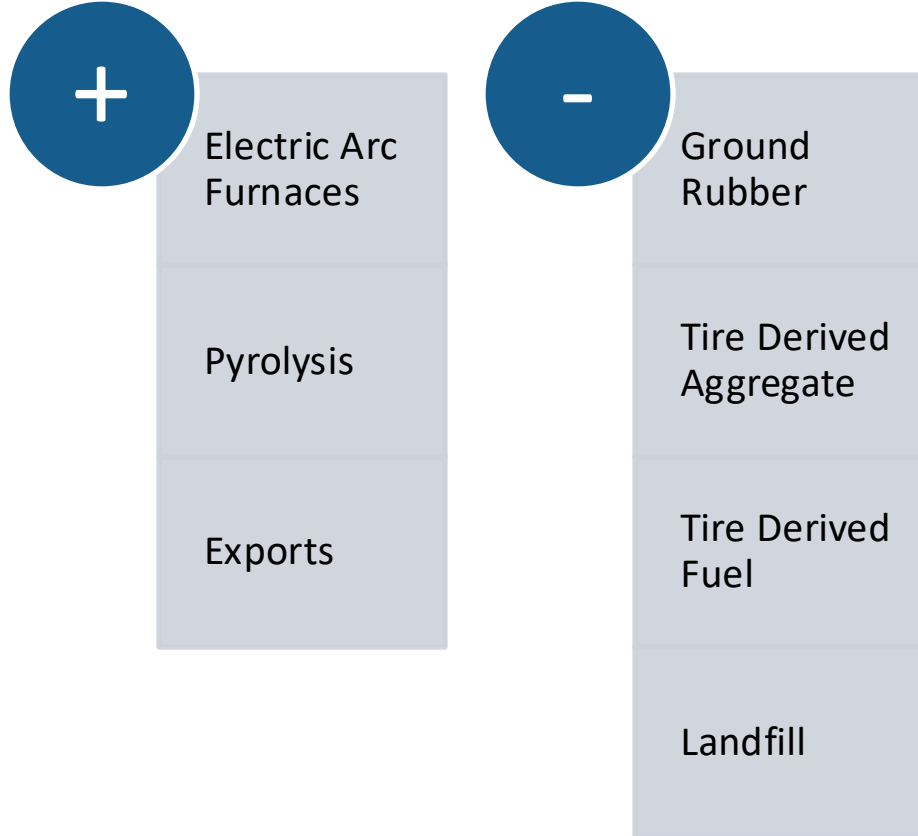 +
Electric Arc
Furnaces
Pyrolysis
Exports
-
Ground
Rubber
Tire Derived
Aggregate
Tire Derived
Fuel
Landfill